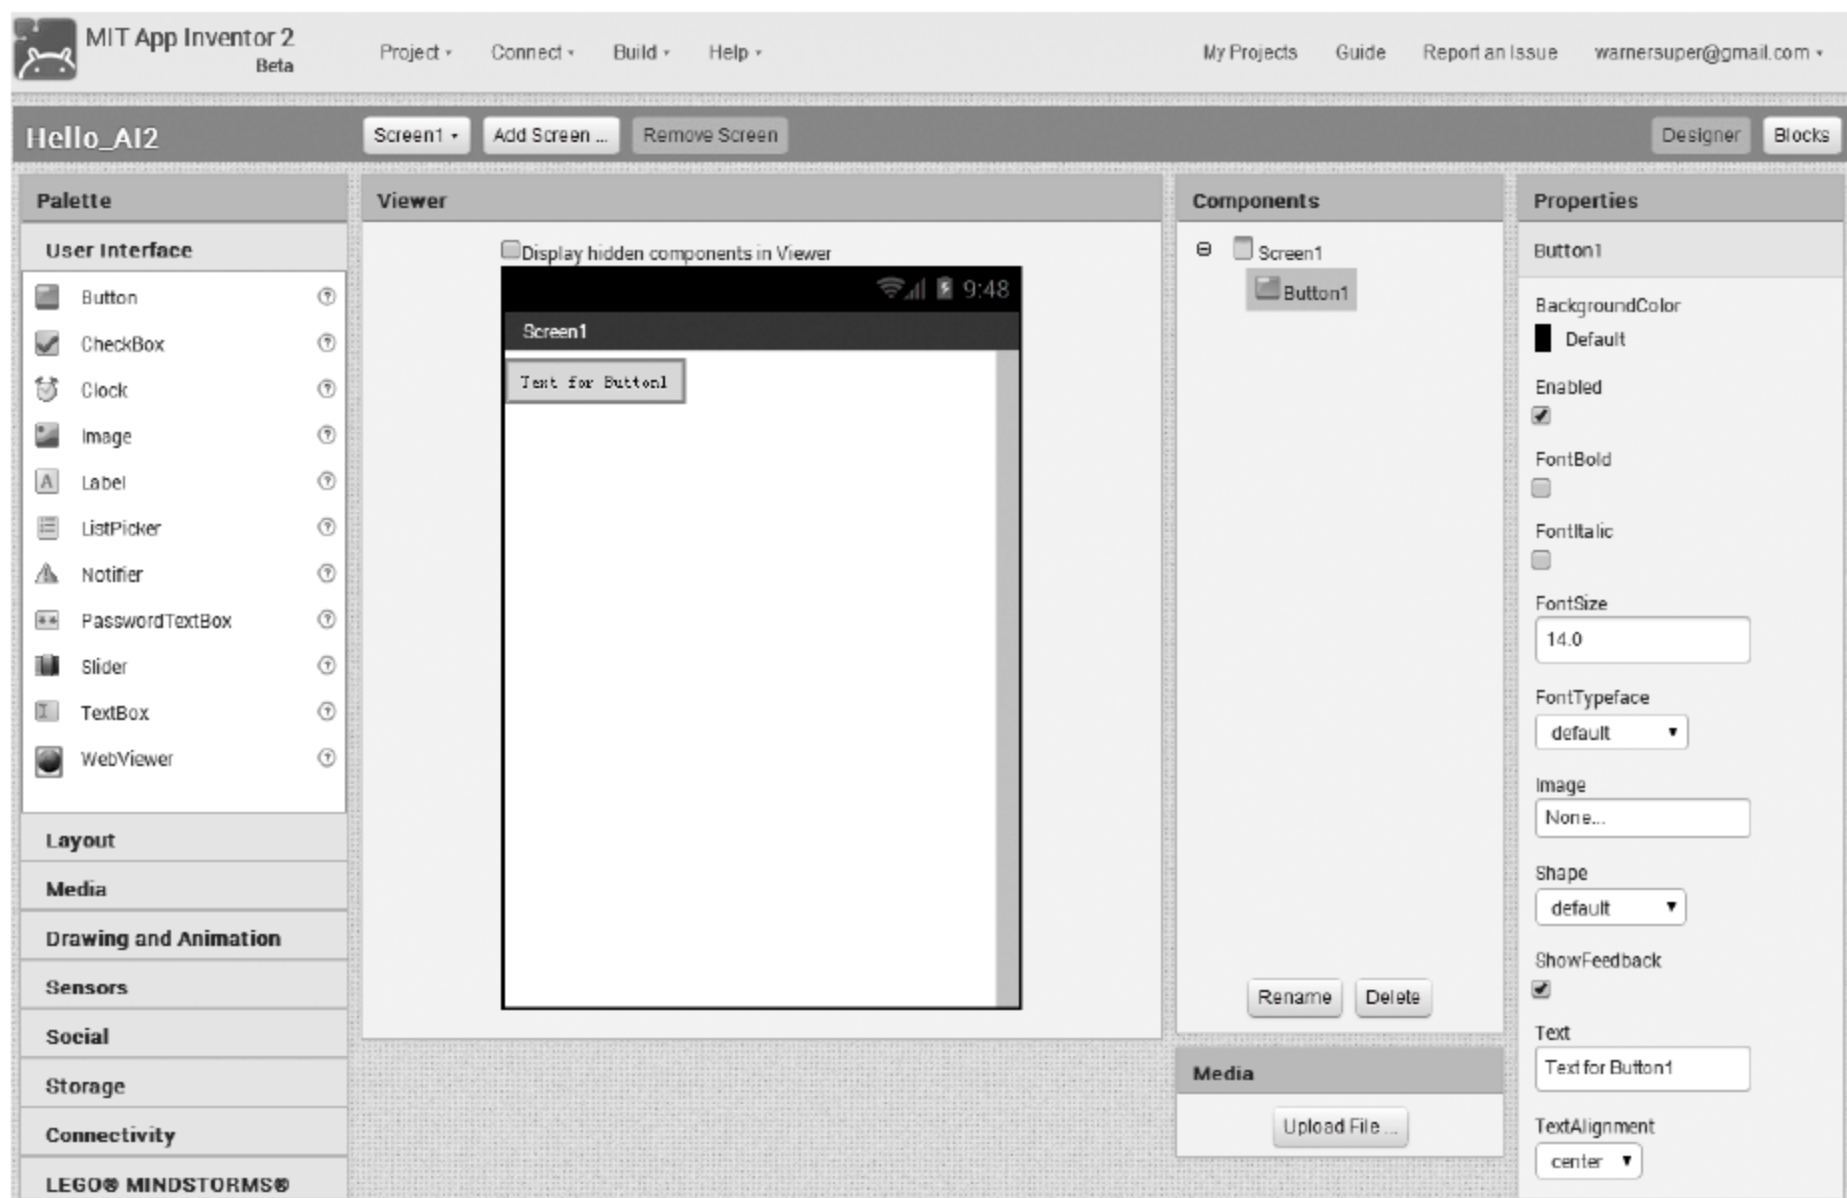 MIT App Inventor 2
Beta
Project Connect Build Help
My Projects Guide Report an Issue warnersuper@gmail.com
Hello_AI2
Screen1 Add Screen ... Remove Screen
Designer Blocks
Palette
User Interface
Button
CheckBox
Clock
Image
Label
ListPicker
Notifier
PasswordTextBox
Slider
TextBox
WebViewer
Layout
Media
Drawing and Animation
Sensors
Social
Storage
Connectivity
LEGO® MINDSTORMS®
Viewer
Display hidden components in Viewer
9:48
Screen1
Text for Button1
Components
Screen1
Button1
Rename Delete
Media
Upload File ...
Properties
Button1
BackgroundColor
Default
Enabled
FontBold
FontItalic
FontSize
14.0
FontTypeface
default
Image
None...
Shape
default
ShowFeedback
Text
Text for Button1
TextAlignment
center